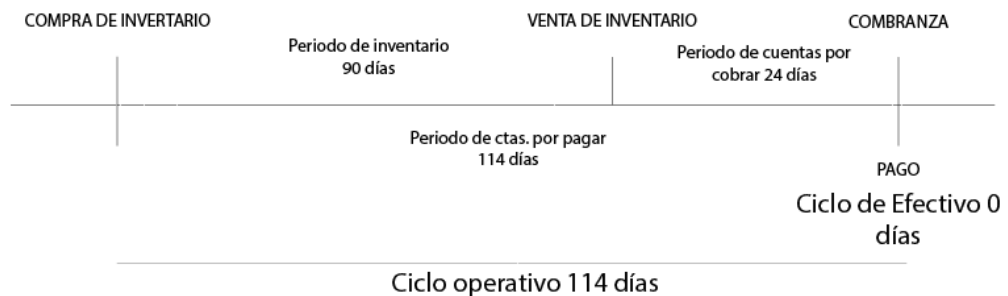 COMPRA DE INVERTARIO
VENTA DE INVENTARIO
COMBRANZA
Periodo de inventario
90 días
Periodo de cuentas por
cobrar 24 días
Periodo de ctas. por pagar
114 días
PAGO
Ciclo de Efectivo 0
días
Ciclo operativo 114 días